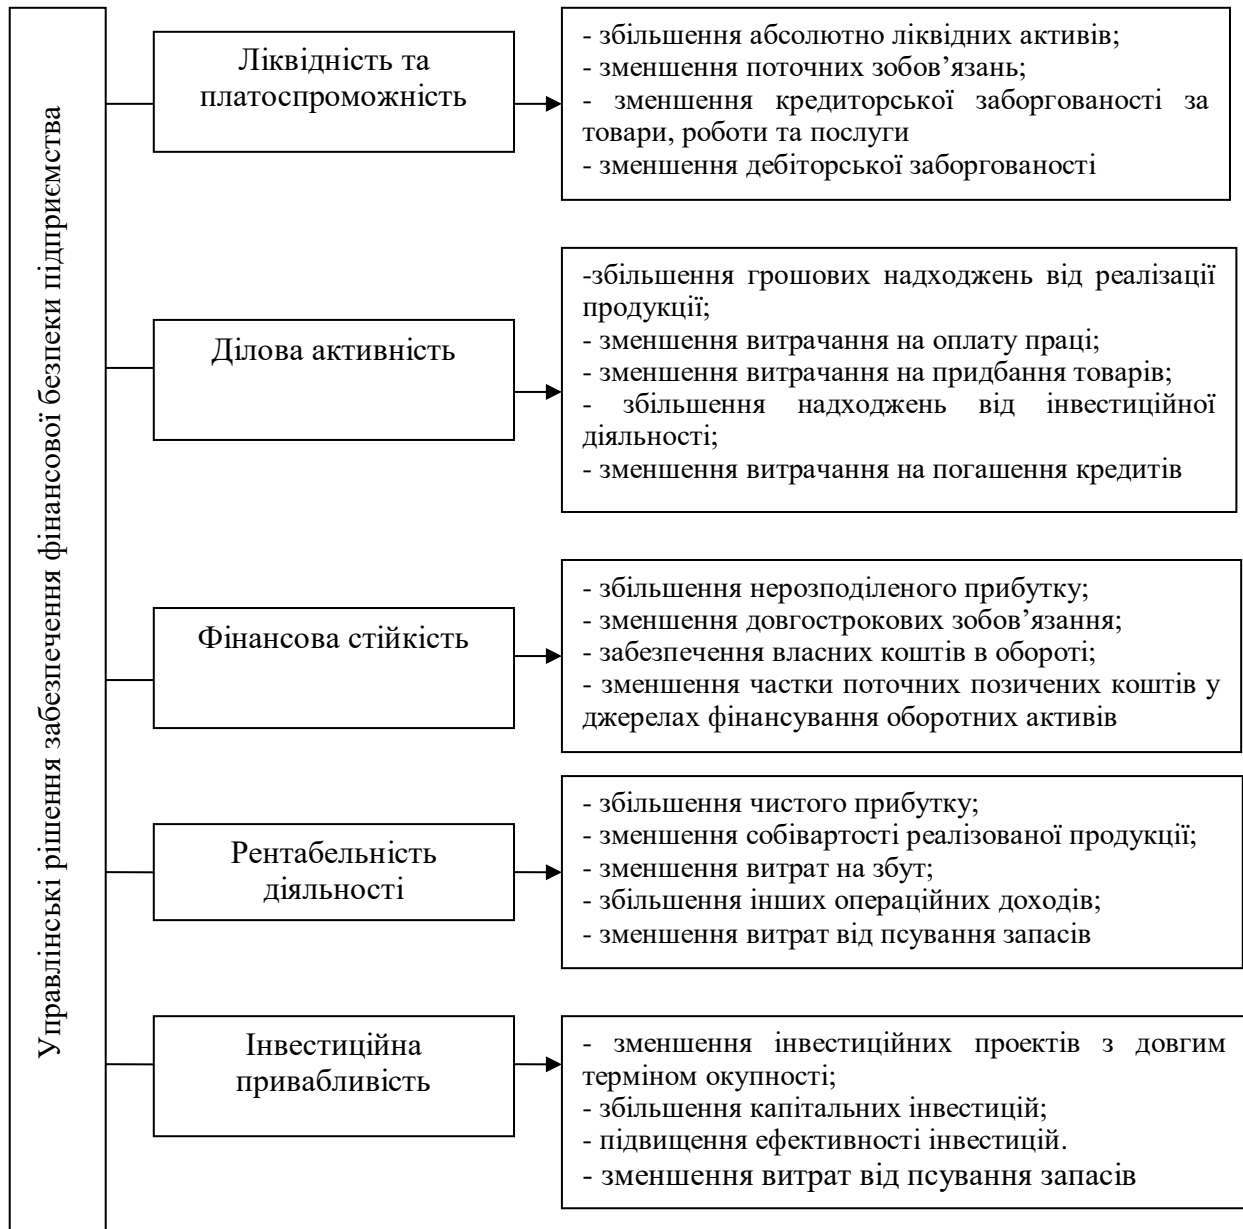 Управлінські рішення забезпечення фінансової безпеки підприємства
Ліквідність та
платоспроможність
- збільшення абсолютно ліквідних активів;
- зменшення поточних зобов’язань;
- зменшення кредиторської заборгованості за
товари, роботи та послуги
- зменшення дебіторської заборгованості
Ділова активність
-збільшення грошових надходжень від реалізації
продукції;
- зменшення витрачання на оплату праці;
- зменшення витрачання на придбання товарів;
- збільшення надходжень від інвестиційної
діяльності;
- зменшення витрачання на погашення кредитів
Фінансова стійкість
- збільшення нерозподіленого прибутку;
- зменшення довгострокових зобов’язання;
- забезпечення власних коштів в обороті;
- зменшення частки поточних позичених коштів у
джерелах фінансування оборотних активів
Рентабельність
діяльності
- збільшення чистого прибутку;
- зменшення собівартості реалізованої продукції;
- зменшення витрат на збут;
- збільшення інших операційних доходів;
- зменшення витрат від псування запасів
Інвестиційна
привабливість
- зменшення інвестиційних проектів з довгим
терміном окупності;
- збільшення капітальних інвестицій;
- підвищення ефективності інвестицій.
- зменшення витрат від псування запасів